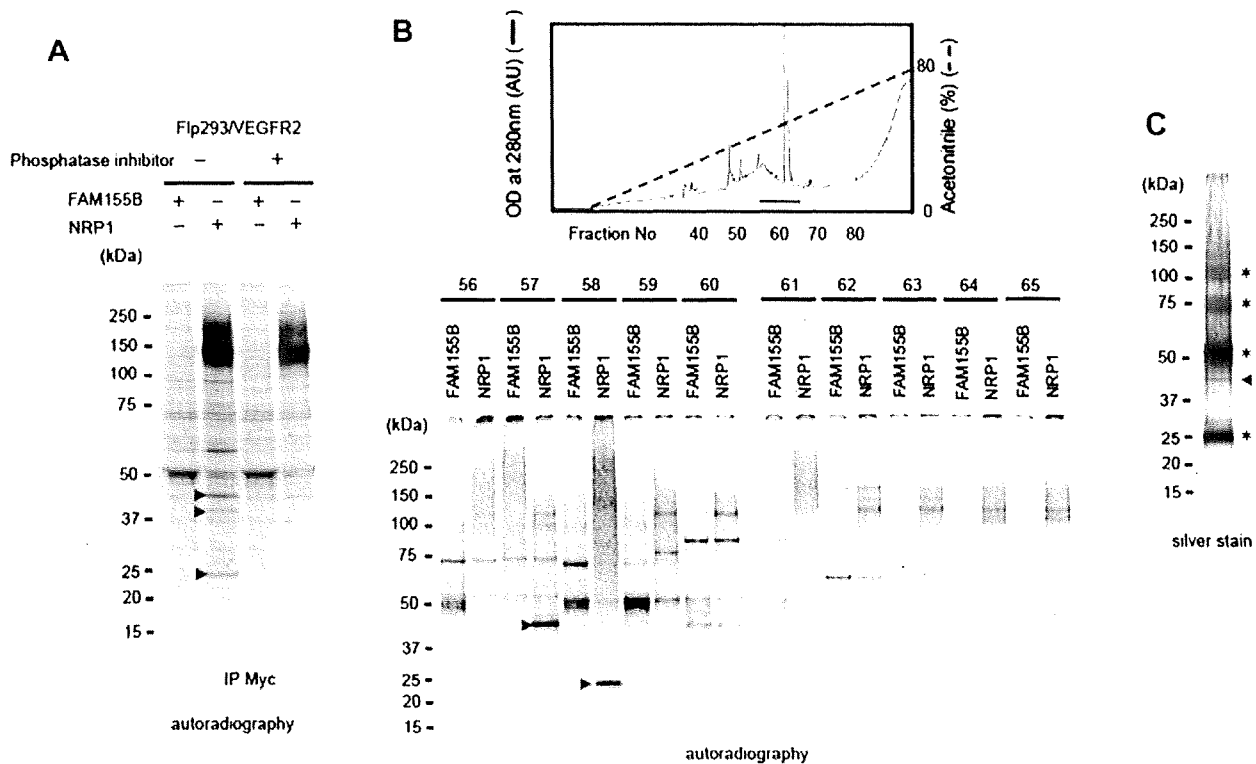 A
Flp293/VEGFR2
Phosphatase inhibitor – +
FAM155B + – + –
NRP1 – + – +
(kDa)
250 -
150 -
100 -
75 -
50 -
37 -
25 -
20 -
15 -
IP Myc
autoradiography
B
OD at 280nm (AU) (—)
Acetonitrile (%) (– –)
80
0
Fraction No 40 50 60 70 80
56 57 58 59 60 61 62 63 64 65
FAM155B NRP1 FAM155B NRP1 FAM155B NRP1 FAM155B NRP1 FAM155B NRP1 FAM155B NRP1 FAM155B NRP1 FAM155B NRP1 FAM155B NRP1 FAM155B NRP1
(kDa)
250 -
150 -
100 -
75 -
50 -
37 -
25 -
20 -
15 -
autoradiography
C
(kDa)
250 -
150 -
100 - *
75 - *
50 - *
37 -
25 - *
20 -
15 -
silver stain